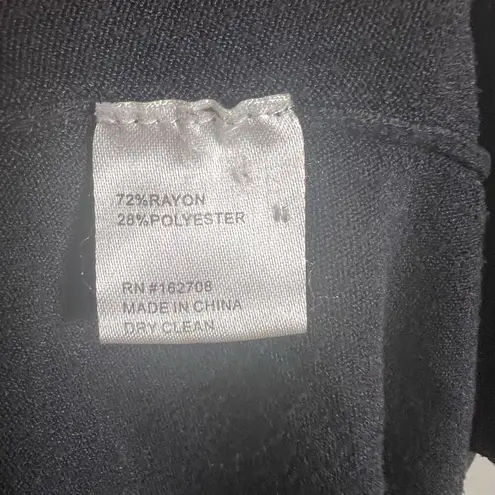 72%RAYON
28%POLYESTER
RN #162708
MADE IN CHINA
DRY CLEAN